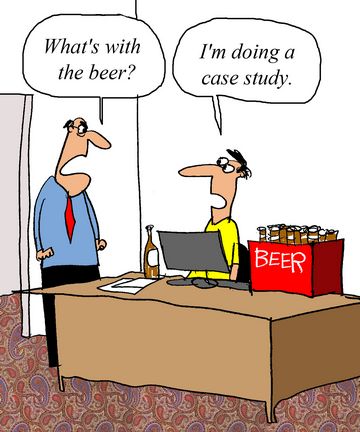 What's with
the beer?
I'm doing a
case study.
BEER